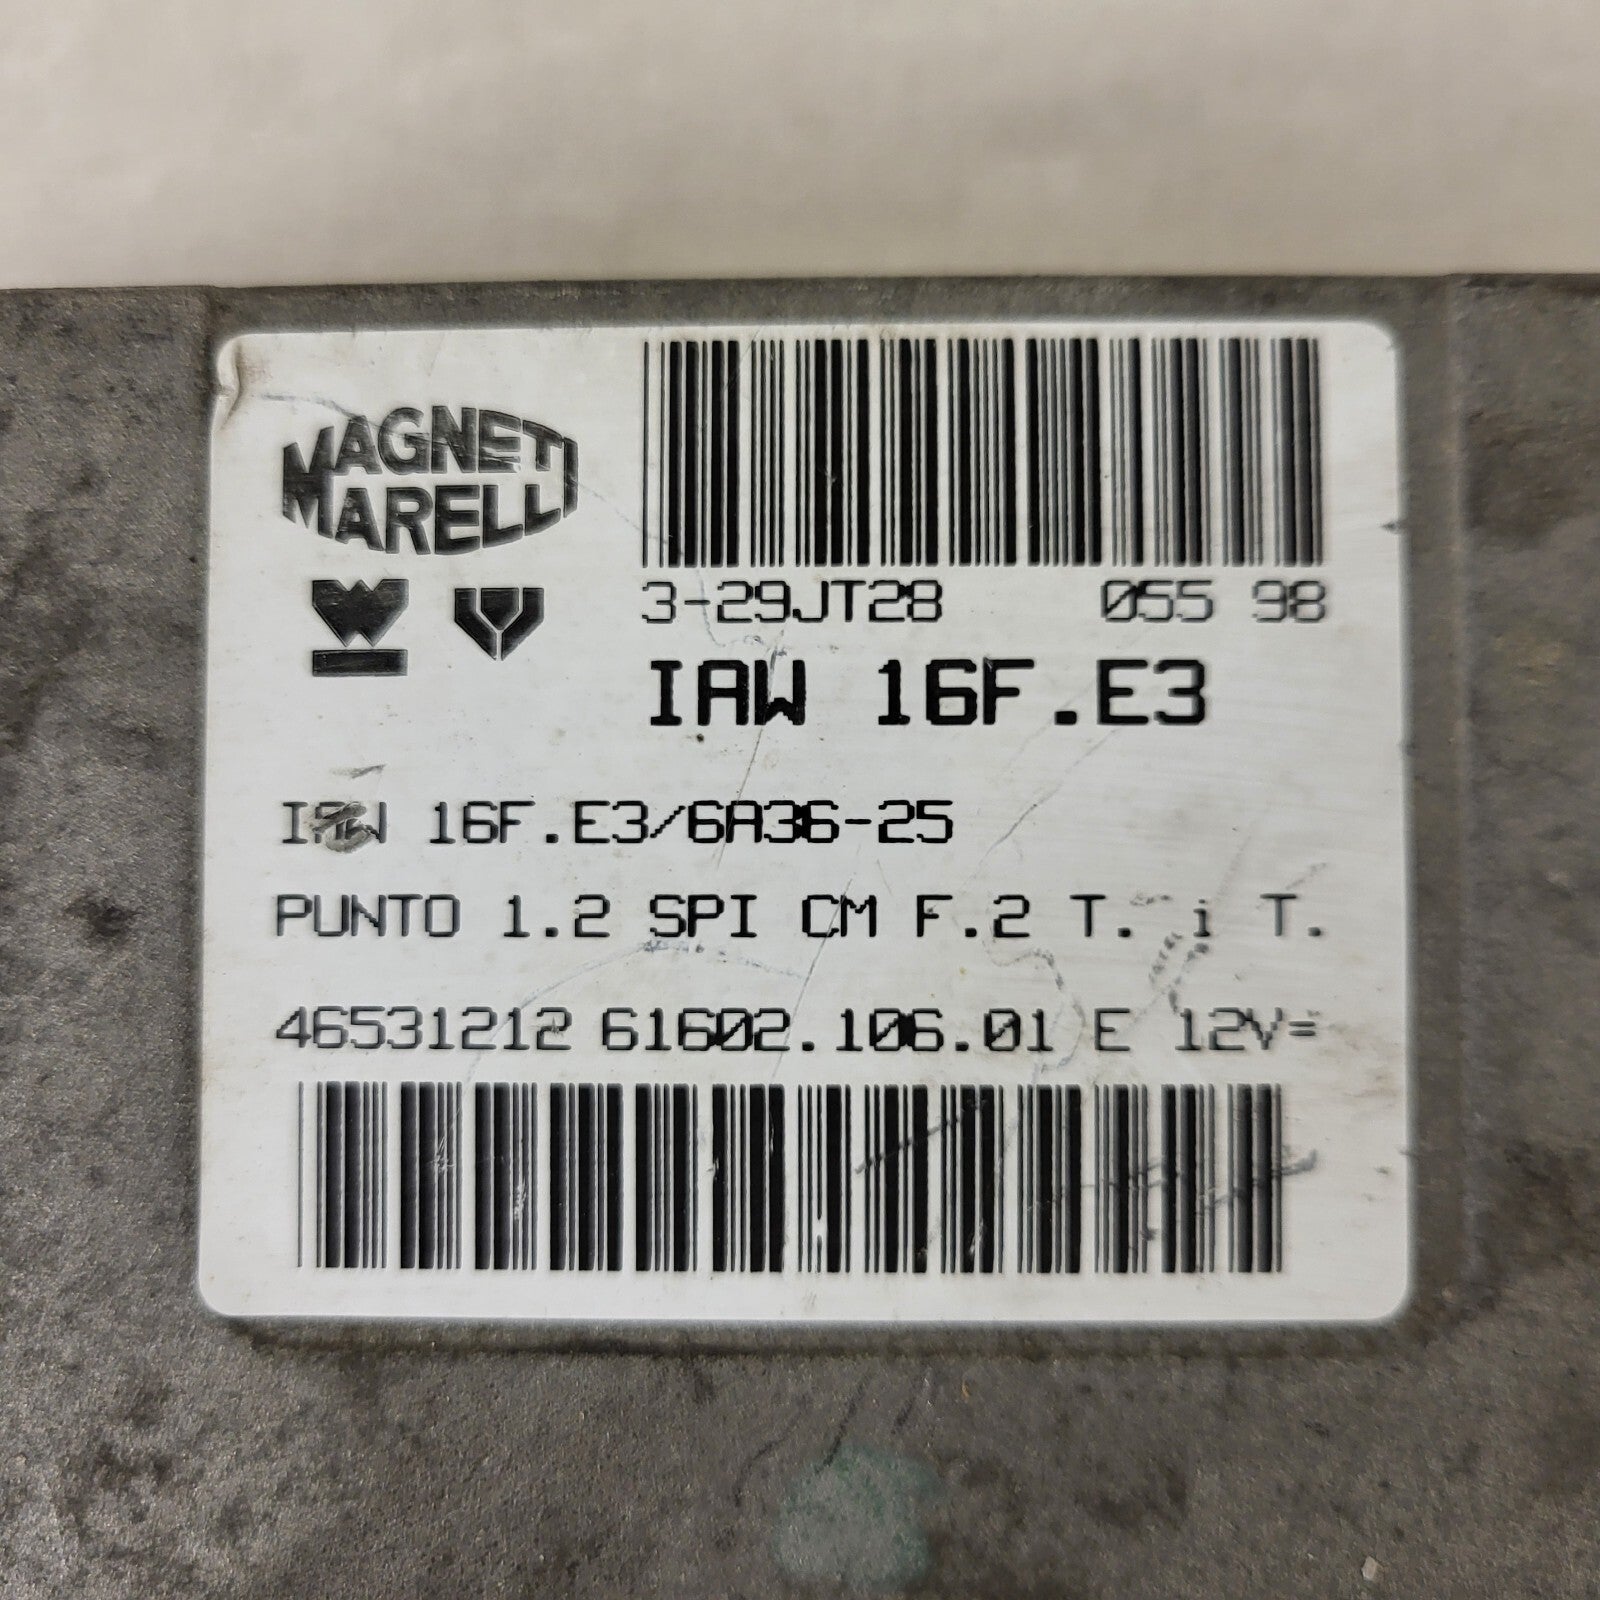 MAGNETI
MARELLI
3-29JT28 055 98
IAW 16F.E3
IAW 16F.E3/6A36-25
PUNTO 1.2 SPI CM F.2 T. i T.
46531212 61602.106.01 E 12V=